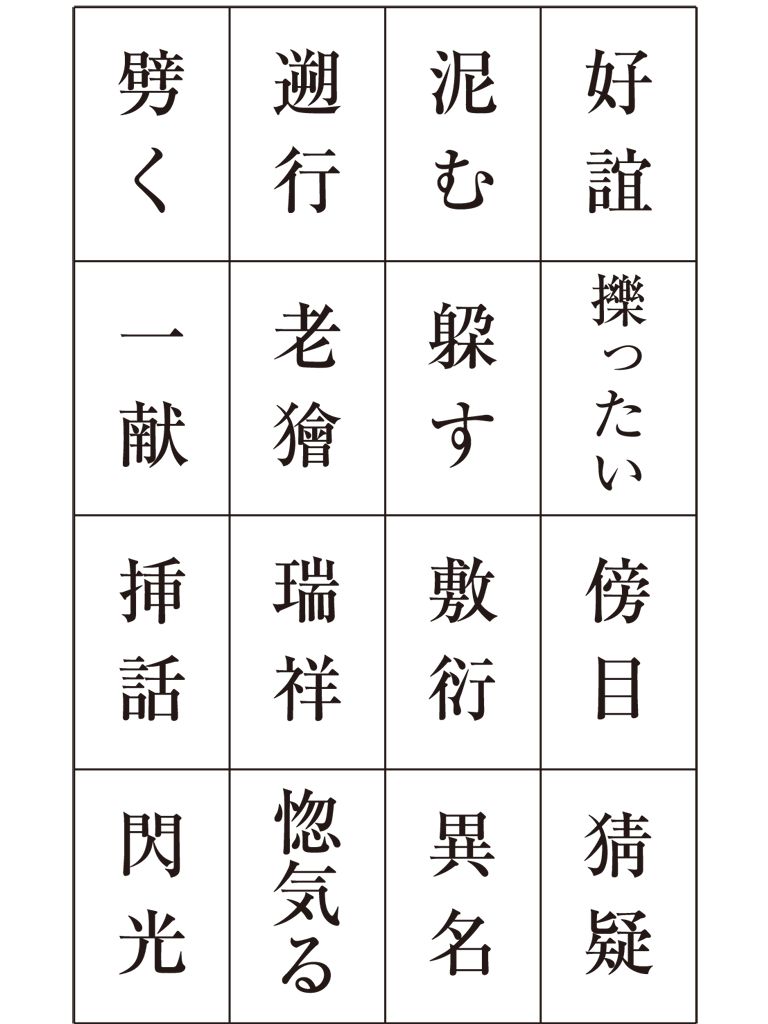 好誼
擽ったい
傍目
猜疑
泥む
躱す
敷衍
異名
遡行
老獪
瑞祥
惚気る
劈く
一献
挿話
閃光